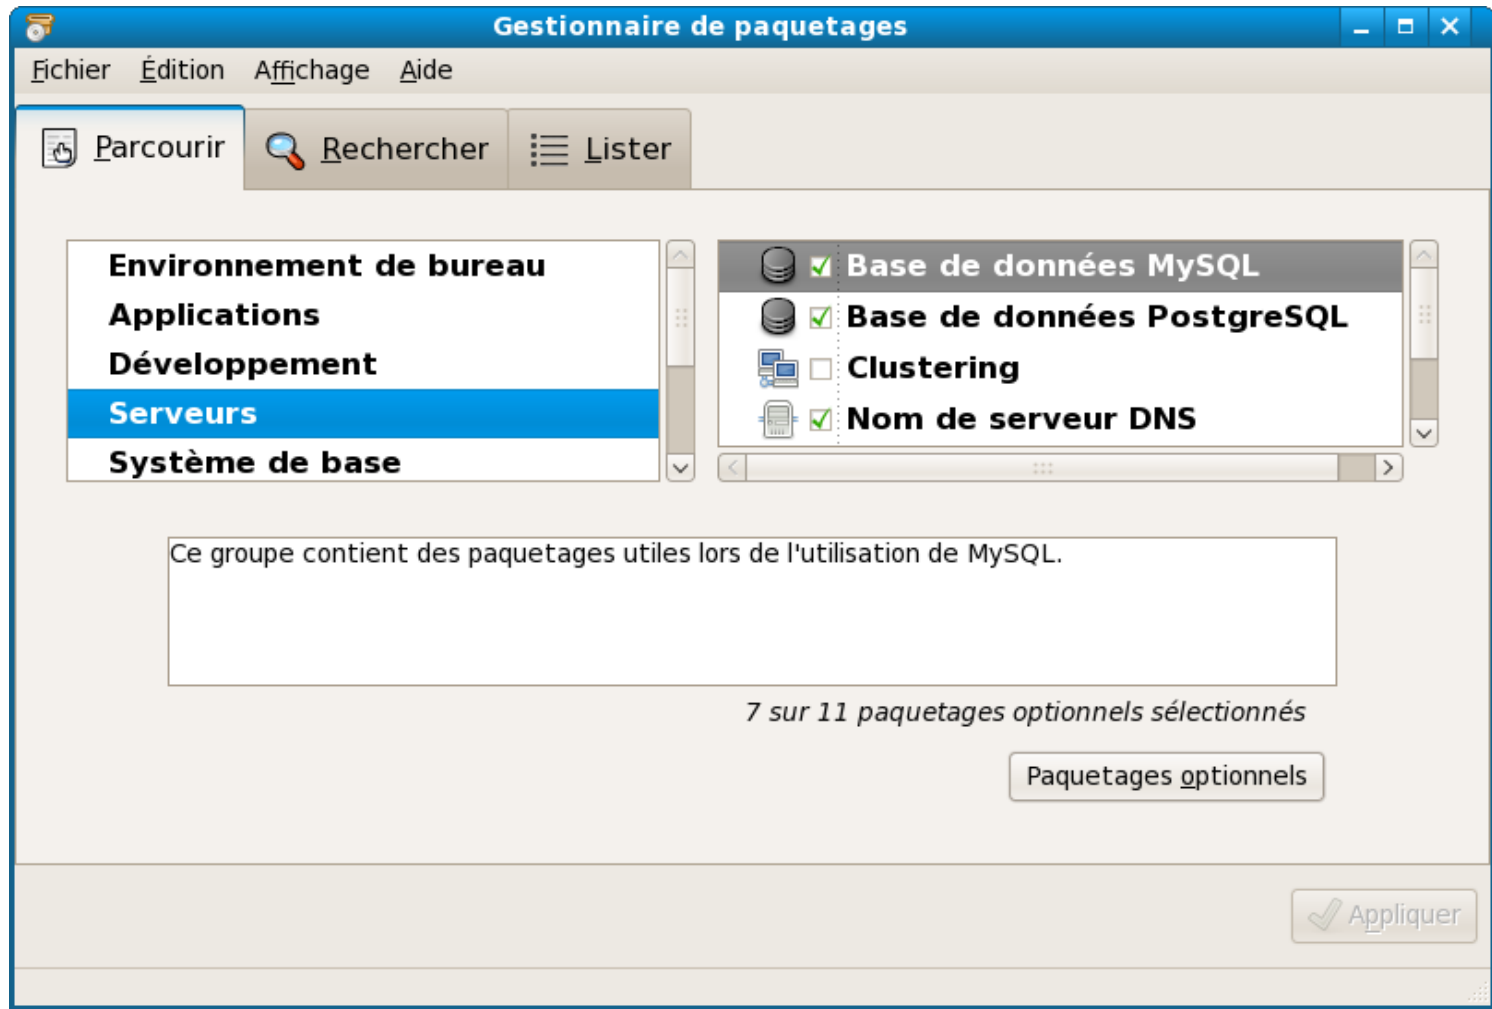 Gestionnaire de paquetages
Fichier Édition Affichage Aide
Parcourir Rechercher Lister
Environnement de bureau
Applications
Développement
Serveurs
Système de base
Base de données MySQL
Base de données PostgreSQL
Clustering
Nom de serveur DNS
Ce groupe contient des paquetages utiles lors de l'utilisation de MySQL.
7 sur 11 paquetages optionnels sélectionnés
Paquetages optionnels
Appliquer